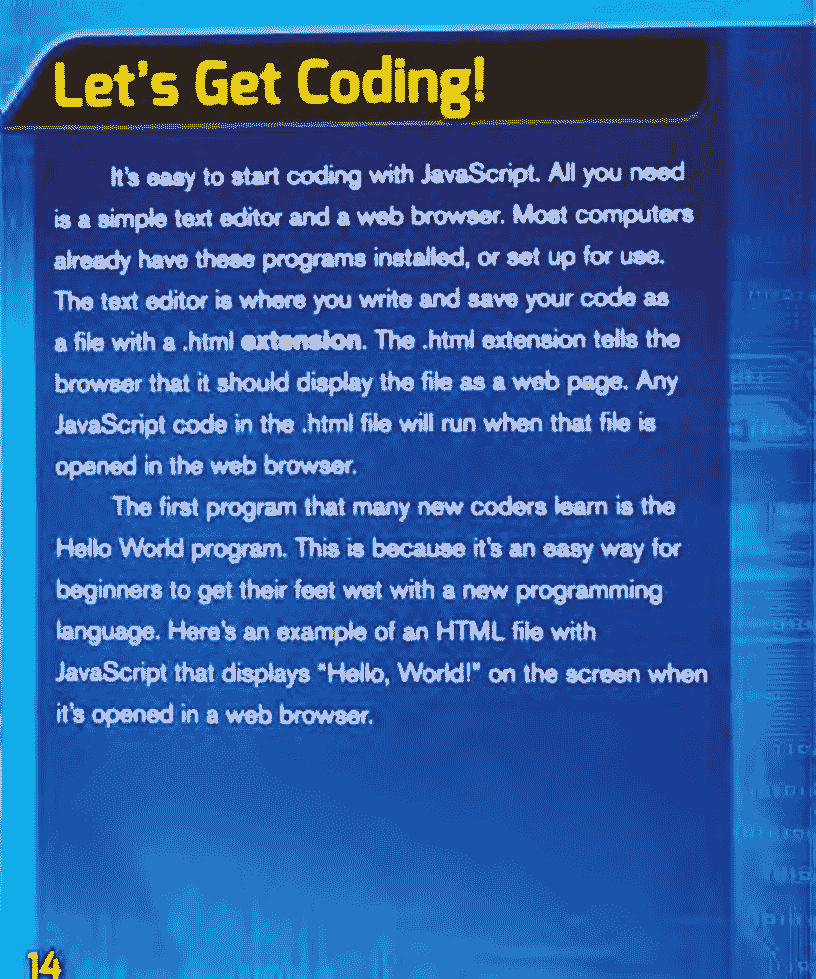 Let's Get Coding!
It's easy to start coding with JavaScript. All you need
is a simple text editor and a web browser. Most computers
already have these programs installed, or set up for use.
The text editor is where you write and save your code as
a file with a .html extension. The .html extension tells the
browser that it should display the file as a web page. Any
JavaScript code in the .html file will run when that file is
opened in the web browser.
The first program that many new coders learn is the
Hello World program. This is because it's an easy way for
beginners to get their feet wet with a new programming
language. Here's an example of an HTML file with
JavaScript that displays "Hello, World!" on the screen when
it's opened in a web browser.
14